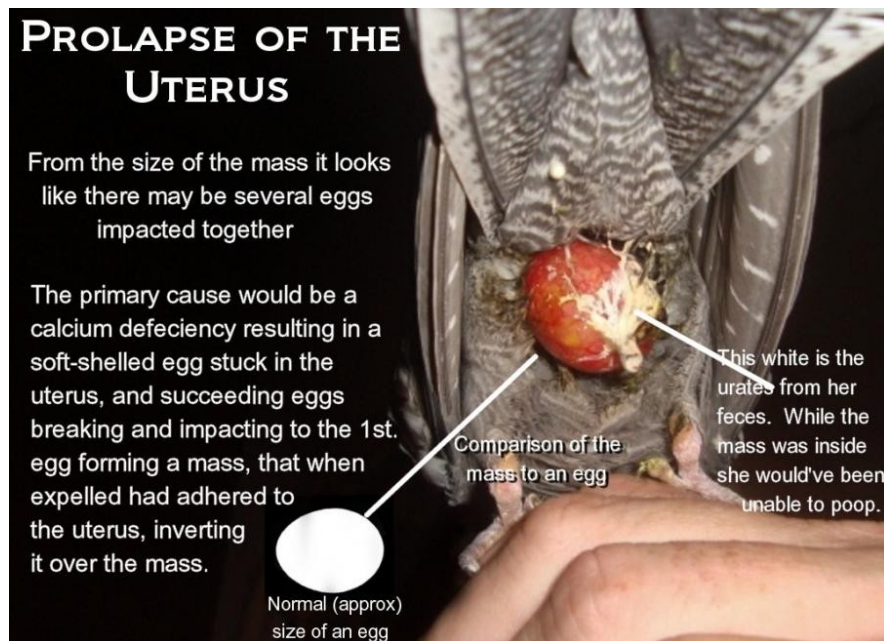 PROLAPSE OF THE
UTERUS
From the size of the mass it looks
like there may be several eggs
impacted together
The primary cause would be a
calcium defeciency resulting in a
soft-shelled egg stuck in the
uterus, and succeeding eggs
breaking and impacting to the 1st.
egg forming a mass, that when
expelled had adhered to
the uterus, inverting
it over the mass.
Comparison of the
mass to an egg
Normal (approx)
size of an egg
This white is the
urates from her
feces. While the
mass was inside
she would've been
unable to poop.